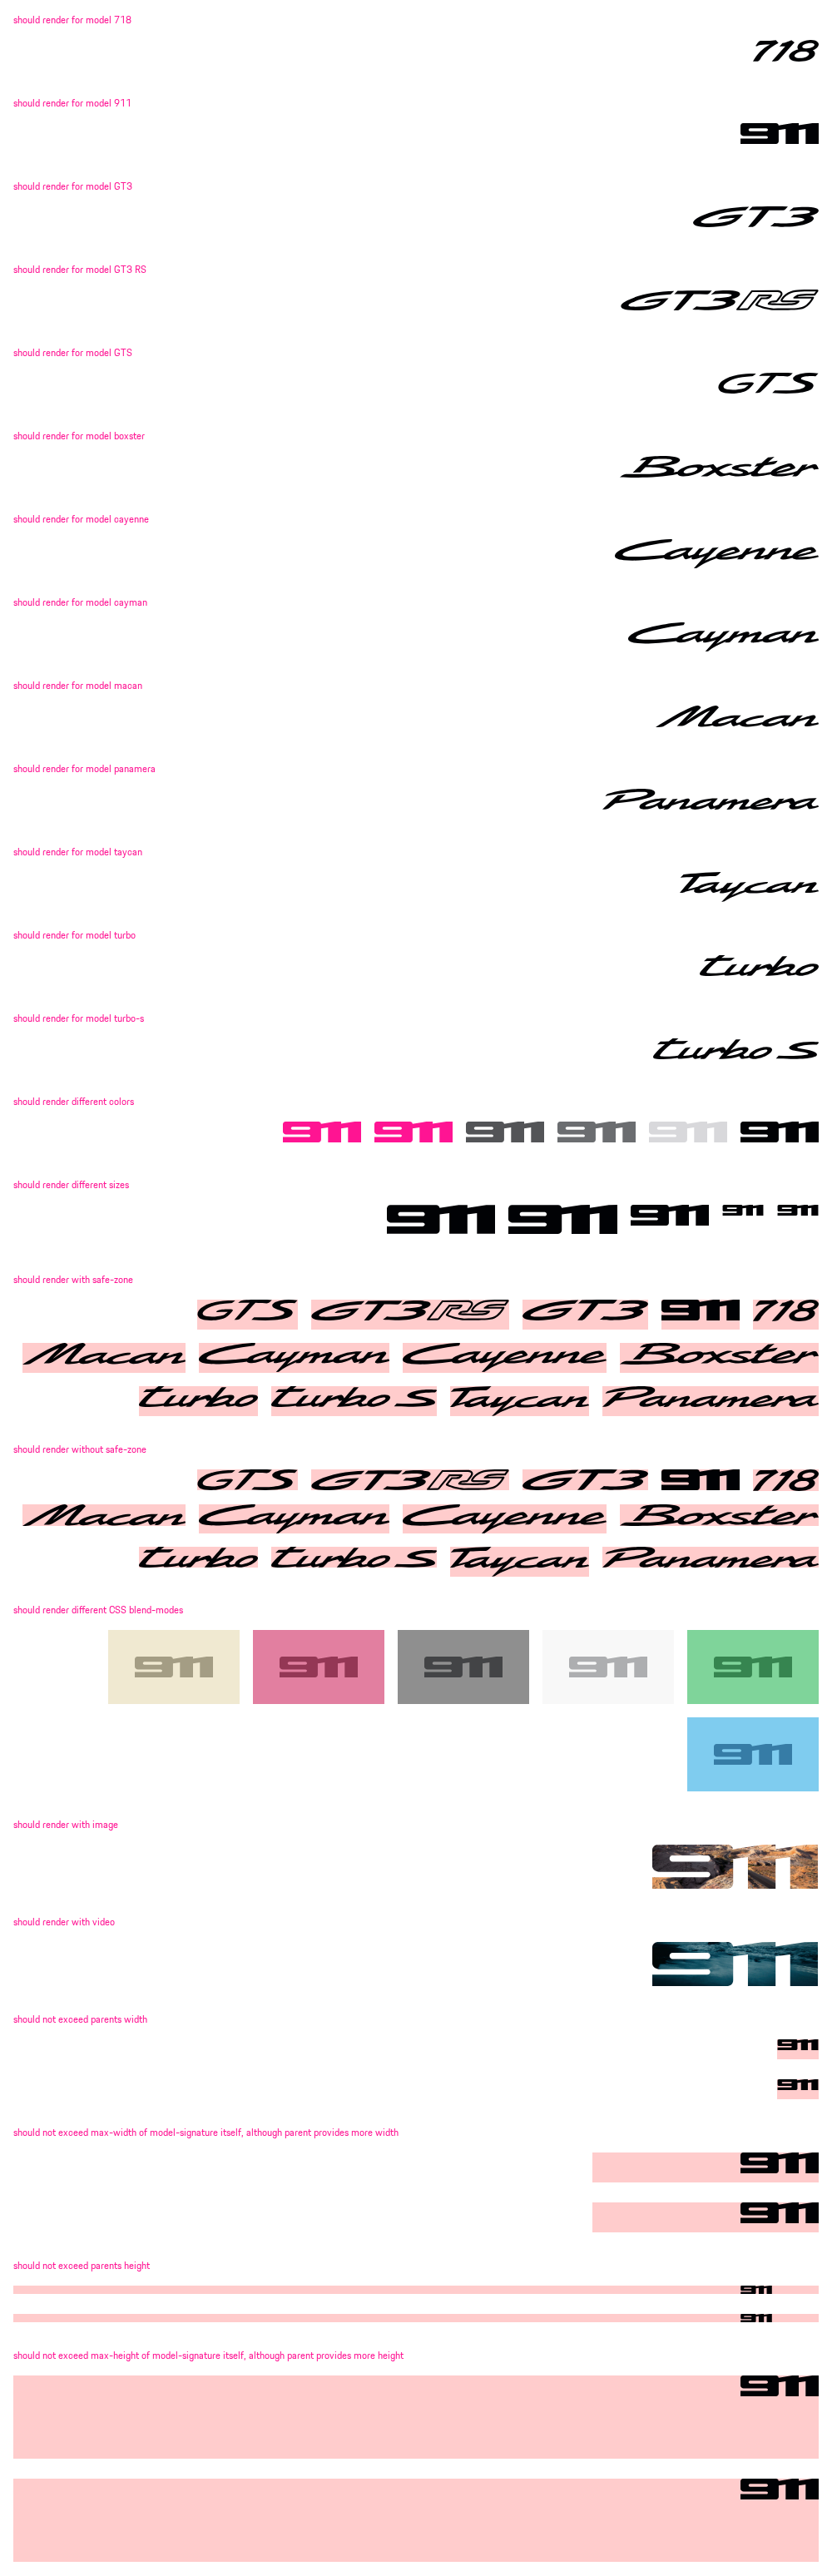 should render for model 718
718
should render for model 911
911
should render for model GT3
GT3
should render for model GT3 RS
GT3 RS
should render for model GTS
GTS
should render for model boxster
Boxster
should render for model cayenne
Cayenne
should render for model cayman
Cayman
should render for model macan
Macan
should render for model panamera
Panamera
should render for model taycan
Taycan
should render for model turbo
turbo
should render for model turbo-s
turbo S
should render different colors
911 911 911 911 911 911
should render different sizes
911 911 911 911 911
should render with safe-zone
GTS GT3 RS GT3 911 718
Macan Cayman Cayenne Boxster
turbo turbo S Taycan Panamera
should render without safe-zone
GTS GT3 RS GT3 911 718
Macan Cayman Cayenne Boxster
turbo turbo S Taycan Panamera
should render different CSS blend-modes
911 911 911 911 911
911
should render with image
911
should render with video
911
should not exceed parents width
911
911
should not exceed max-width of model-signature itself, although parent provides more width
911
911
should not exceed parents height
911
911
should not exceed max-height of model-signature itself, although parent provides more height
911
911